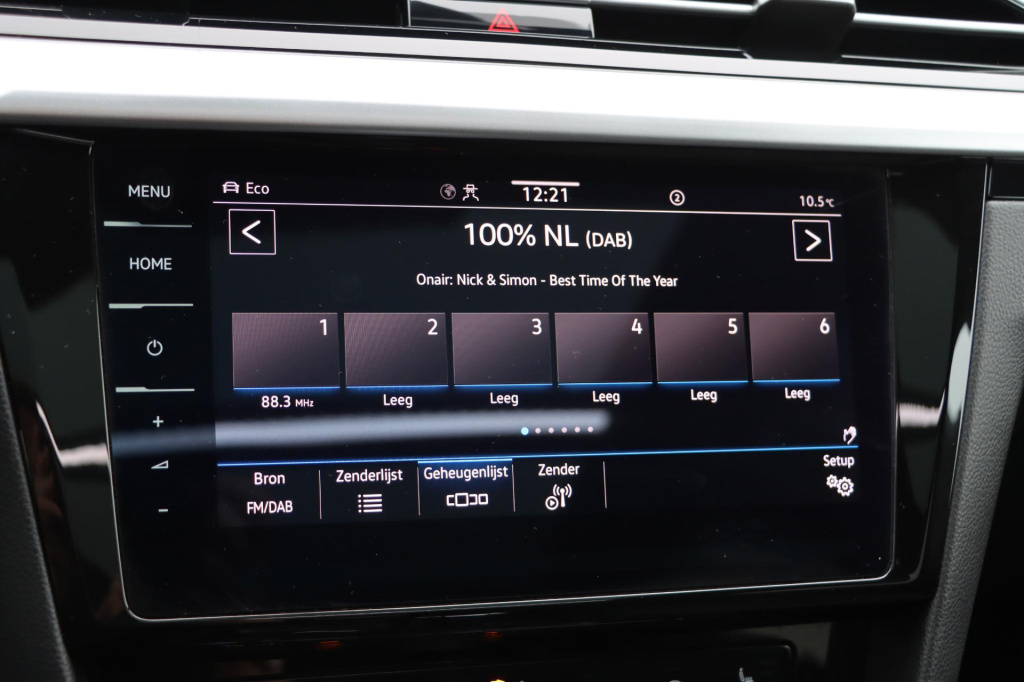 MENU
HOME
+
-
Eco
12:21
2
10.5°C
100% NL (DAB)
Onair: Nick & Simon - Best Time Of The Year
1 2 3 4 5 6
88.3 MHz Leeg Leeg Leeg Leeg Leeg
Bron
FM/DAB
Zenderlijst
Geheugenlijst
Zender
Setup